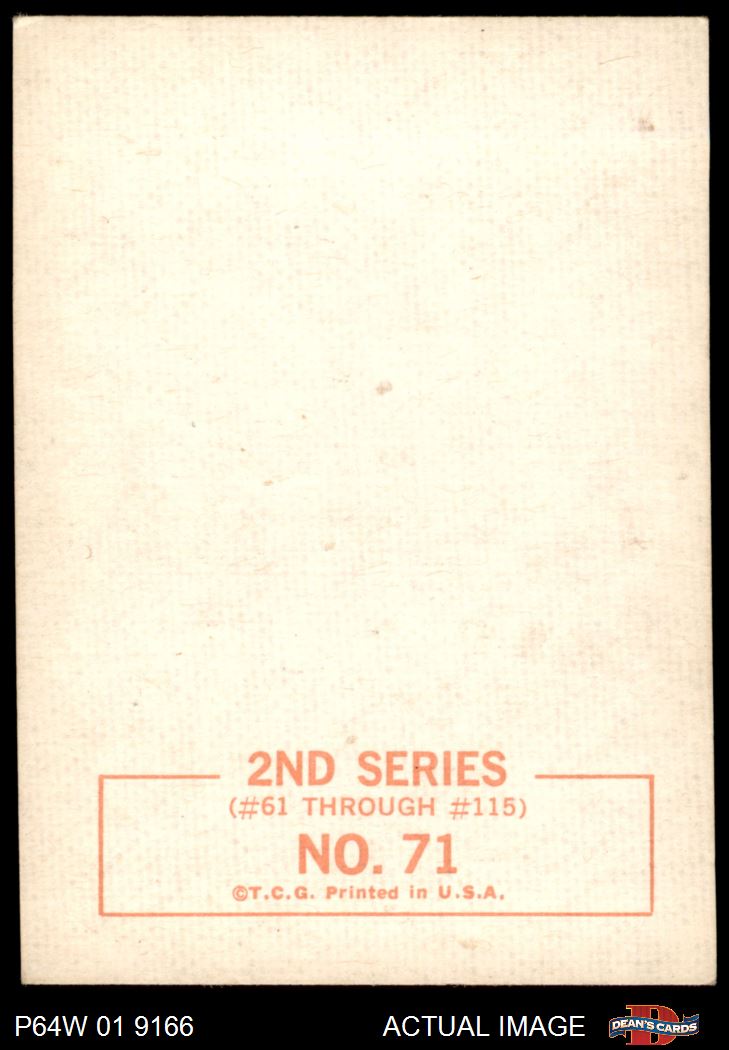 2ND SERIES
(#61 THROUGH #115)
NO. 71
©T.C.G. Printed in U.S.A.
P64W 01 9166
ACTUAL IMAGE
DEAN'S CARDS